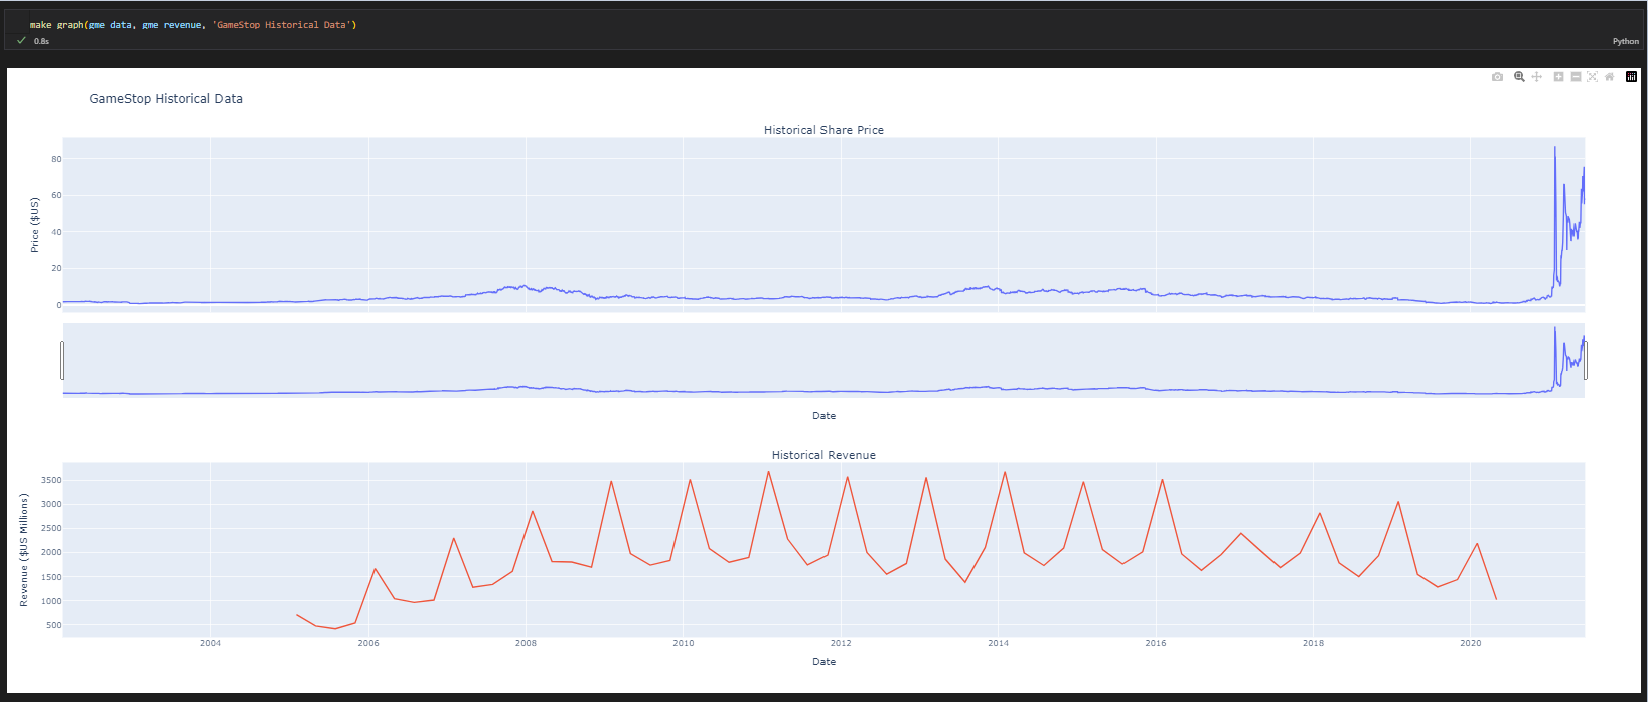 make_graph(gme_data, gme_revenue, 'GameStop Historical Data')
0.8s
Python
GameStop Historical Data
Historical Share Price
80
60
40
20
0
Price ($US)
Date
Historical Revenue
3500
3000
2500
2000
1500
1000
500
Revenue ($US Millions)
2004 2006 2008 2010 2012 2014 2016 2018 2020
Date